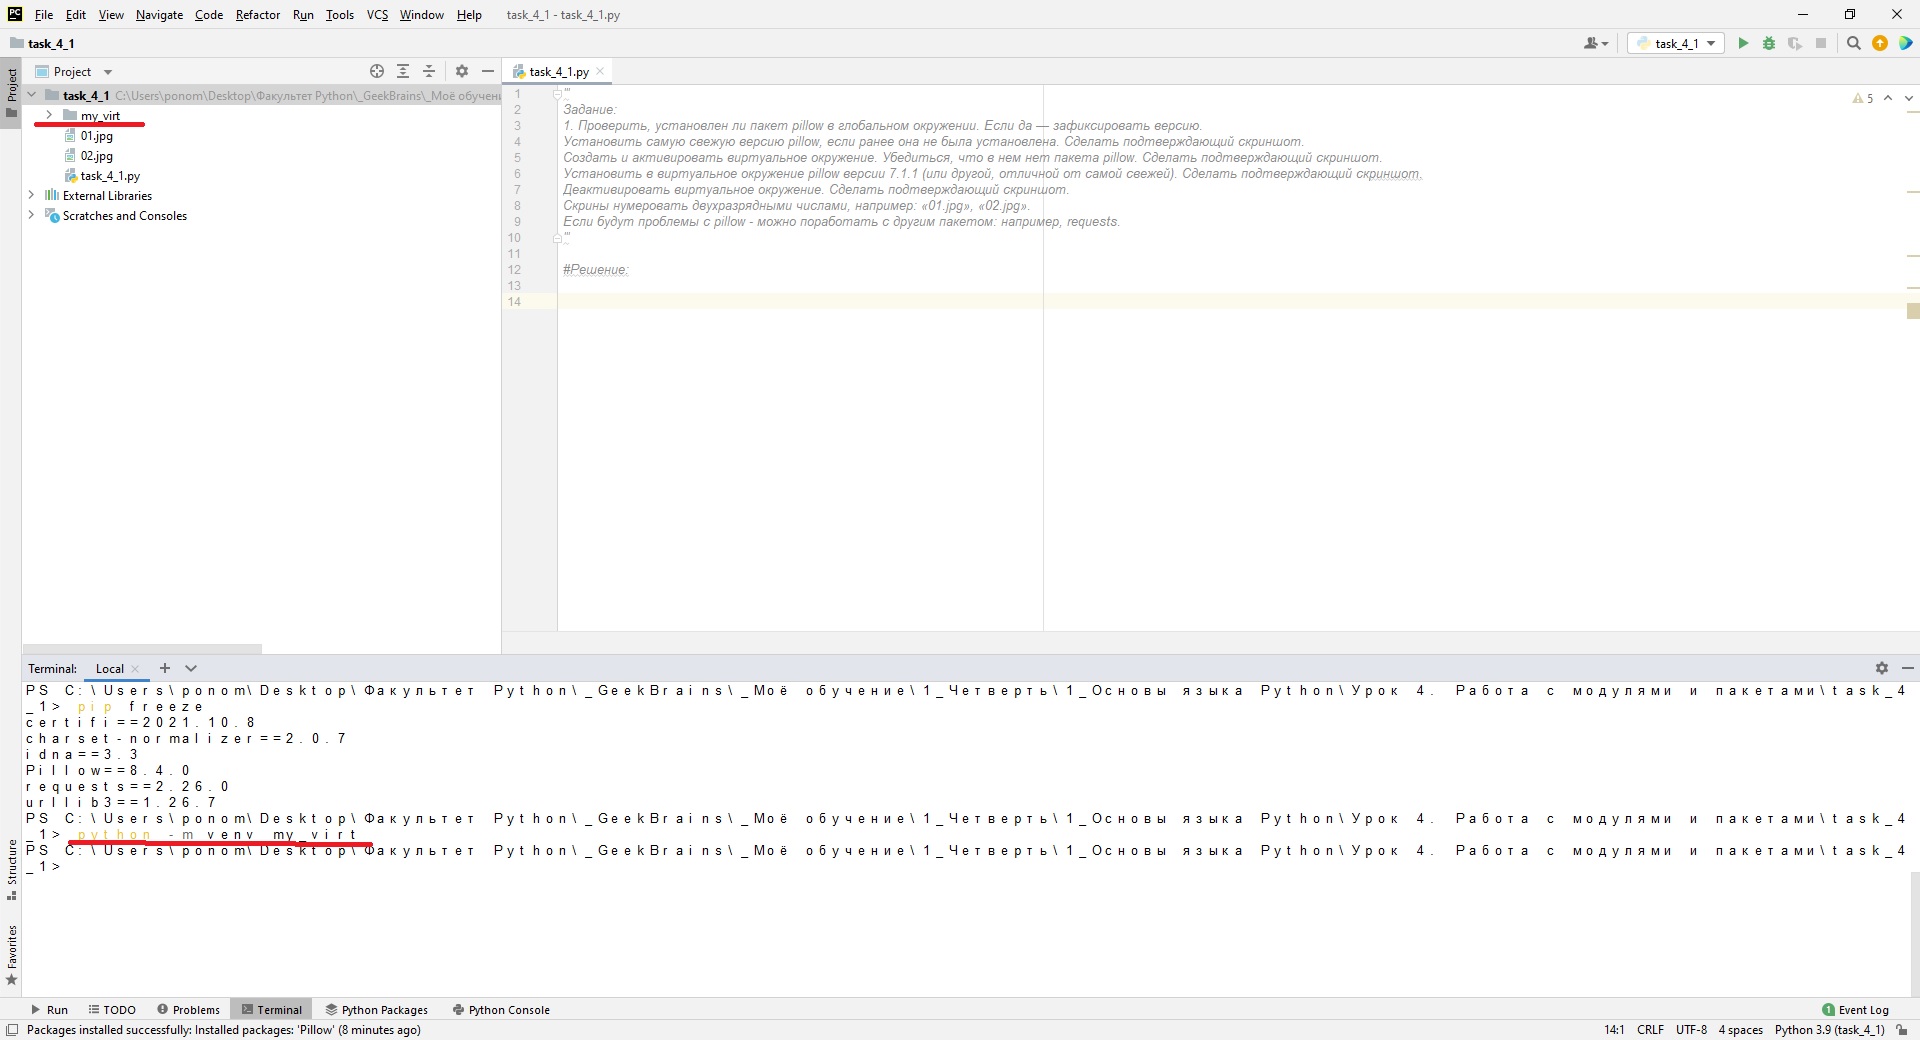 File Edit View Navigate Code Refactor Run Tools VCS Window Help task_4_1 - task_4_1.py
task_4_1
task_4_1
Project
task_4_1.py
Project
task_4_1 C:\Users\ponom\Desktop\Факультет Python\_GeekBrains\_Моё обучени
my_virt
01.jpg
02.jpg
task_4_1.py
External Libraries
Scratches and Consoles
5
1 '''
2 Задание:
3 1. Проверить, установлен ли пакет pillow в глобальном окружении. Если да — зафиксировать версию.
4 Установить самую свежую версию pillow, если ранее она не была установлена. Сделать подтверждающий скриншот.
5 Создать и активировать виртуальное окружение. Убедиться, что в нем нет пакета pillow. Сделать подтверждающий скриншот.
6 Установить в виртуальное окружение pillow версии 7.1.1 (или другой, отличной от самой свежей). Сделать подтверждающий скриншот.
7 Деактивировать виртуальное окружение. Сделать подтверждающий скриншот.
8 Скрины нумеровать двухразрядными числами, например: «01.jpg», «02.jpg».
9 Если будут проблемы с pillow - можно поработать с другим пакетом: например, requests.
10 '''
11
12 #Решение:
13
14
Terminal: Local
PS C:\Users\ponom\Desktop\Факультет Python\_GeekBrains\_Моё обучение\1_Четверть\1_Основы языка Python\Урок 4. Работа с модулями и пакетами\task_4
_1> pip freeze
certifi==2021.10.8
charset-normalizer==2.0.7
idna==3.3
Pillow==8.4.0
requests==2.26.0
urllib3==1.26.7
PS C:\Users\ponom\Desktop\Факультет Python\_GeekBrains\_Моё обучение\1_Четверть\1_Основы языка Python\Урок 4. Работа с модулями и пакетами\task_4
_1> python -m venv my_virt
PS C:\Users\ponom\Desktop\Факультет Python\_GeekBrains\_Моё обучение\1_Четверть\1_Основы языка Python\Урок 4. Работа с модулями и пакетами\task_4
_1>
Structure
Favorites
Run TODO Problems Terminal Python Packages Python Console 1 Event Log
Packages installed successfully: Installed packages: 'Pillow' (8 minutes ago) 14:1 CRLF UTF-8 4 spaces Python 3.9 (task_4_1)